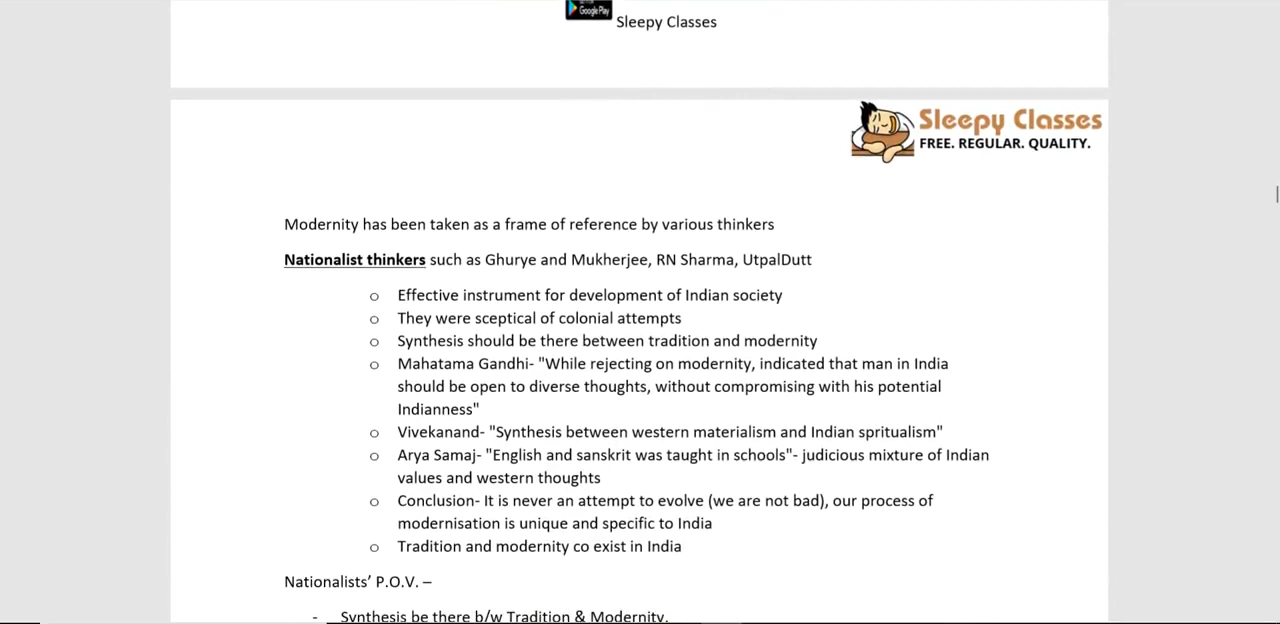 Google Play
Sleepy Classes
Sleepy Classes
FREE. REGULAR. QUALITY.
Modernity has been taken as a frame of reference by various thinkers
Nationalist thinkers such as Ghurye and Mukherjee, RN Sharma, UtpalDutt
o Effective instrument for development of Indian society
o They were sceptical of colonial attempts
o Synthesis should be there between tradition and modernity
o Mahatama Gandhi- "While rejecting on modernity, indicated that man in India
should be open to diverse thoughts, without compromising with his potential
Indianness"
o Vivekanand- "Synthesis between western materialism and Indian spritualism"
o Arya Samaj- "English and sanskrit was taught in schools"- judicious mixture of Indian
values and western thoughts
o Conclusion- It is never an attempt to evolve (we are not bad), our process of
modernisation is unique and specific to India
o Tradition and modernity co exist in India
Nationalists’ P.O.V. –
- Synthesis be there b/w Tradition & Modernity.